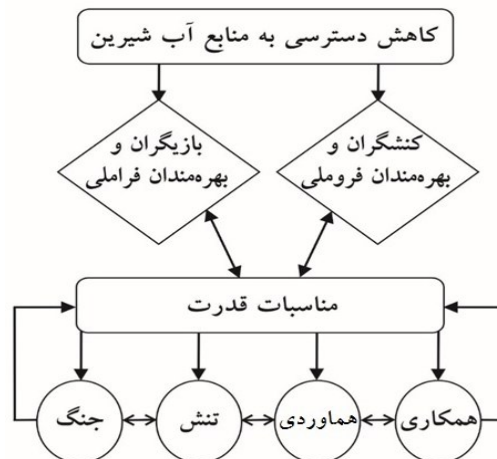 کاهش دسترسی به منابع آب شیرین
کنشگران و
بهره‌مندان فروملی
بازیگران و
بهره‌مندان فراملی
مناسبات قدرت
همکاری
هماوردی
تنش
جنگ